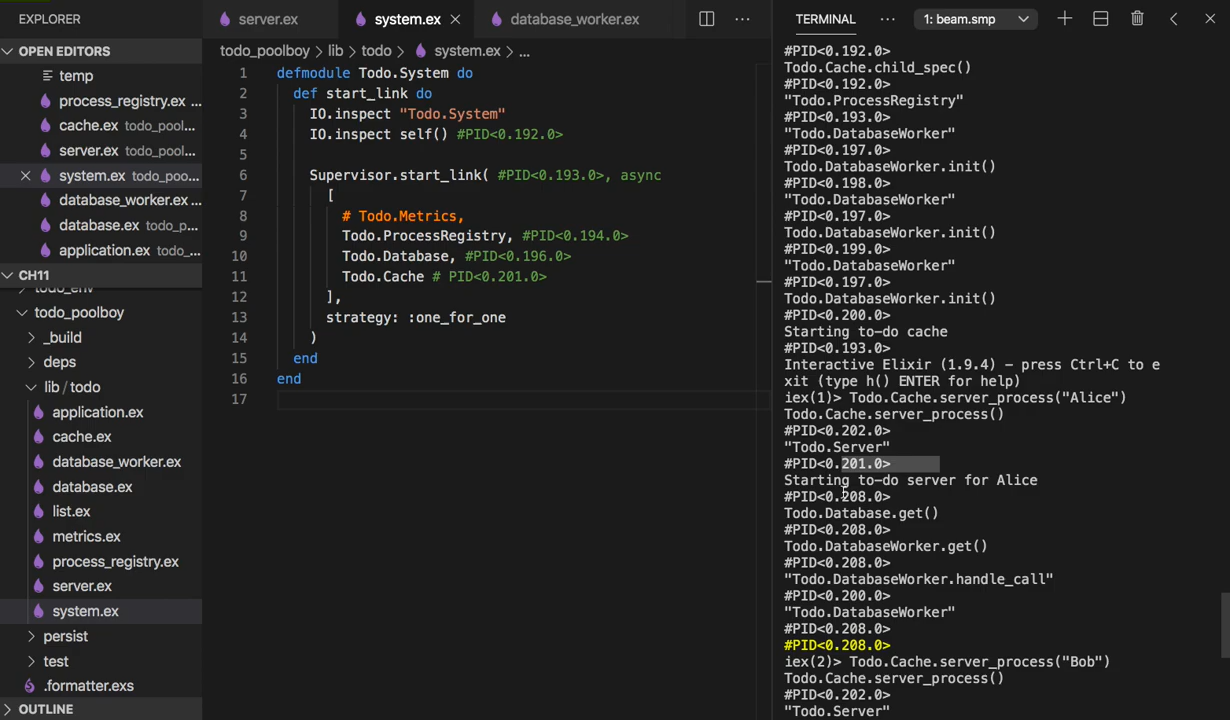 EXPLORER
OPEN EDITORS
temp
process_registry.ex ...
cache.ex todo_pool...
server.ex todo_pool...
system.ex todo_poo...
database_worker.ex ...
database.ex todo_p...
application.ex todo_...
CH11
todo_env
todo_poolboy
_build
deps
lib / todo
application.ex
cache.ex
database_worker.ex
database.ex
list.ex
metrics.ex
process_registry.ex
server.ex
system.ex
persist
test
.formatter.exs
OUTLINE
server.ex
system.ex
database_worker.ex
todo_poolboy > lib > todo > system.ex > ...
1 defmodule Todo.System do
2 def start_link do
3 IO.inspect "Todo.System"
4 IO.inspect self() #PID<0.192.0>
5
6 Supervisor.start_link( #PID<0.193.0>, async
7 [
8 # Todo.Metrics,
9 Todo.ProcessRegistry, #PID<0.194.0>
10 Todo.Database, #PID<0.196.0>
11 Todo.Cache # PID<0.201.0>
12 ],
13 strategy: :one_for_one
14 )
15 end
16 end
17
TERMINAL
1: beam.smp
#PID<0.192.0>
Todo.Cache.child_spec()
#PID<0.192.0>
"Todo.ProcessRegistry"
#PID<0.193.0>
"Todo.DatabaseWorker"
#PID<0.197.0>
Todo.DatabaseWorker.init()
#PID<0.198.0>
"Todo.DatabaseWorker"
#PID<0.197.0>
Todo.DatabaseWorker.init()
#PID<0.199.0>
"Todo.DatabaseWorker"
#PID<0.197.0>
Todo.DatabaseWorker.init()
#PID<0.200.0>
Starting to-do cache
#PID<0.193.0>
Interactive Elixir (1.9.4) – press Ctrl+C to e
xit (type h() ENTER for help)
iex(1)> Todo.Cache.server_process("Alice")
Todo.Cache.server_process()
#PID<0.202.0>
"Todo.Server"
#PID<0.201.0>
Starting to-do server for Alice
#PID<0.208.0>
Todo.Database.get()
#PID<0.208.0>
Todo.DatabaseWorker.get()
#PID<0.208.0>
"Todo.DatabaseWorker.handle_call"
#PID<0.200.0>
"Todo.DatabaseWorker"
#PID<0.208.0>
#PID<0.208.0>
iex(2)> Todo.Cache.server_process("Bob")
Todo.Cache.server_process()
#PID<0.202.0>
"Todo.Server"